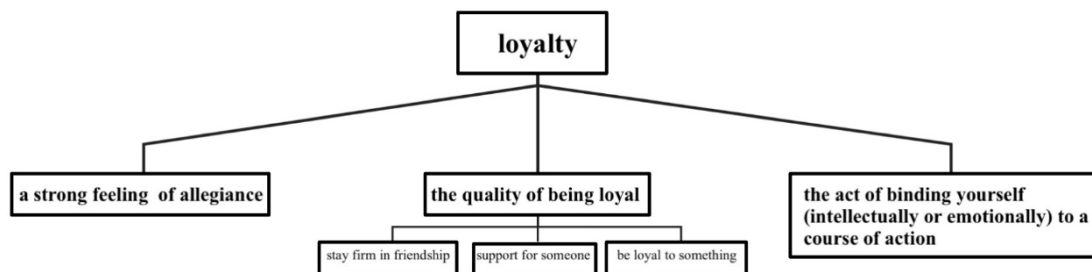 loyalty
a strong feeling of allegiance
the quality of being loyal
the act of binding yourself
(intellectually or emotionally) to a
course of action
stay firm in friendship
support for someone
be loyal to something